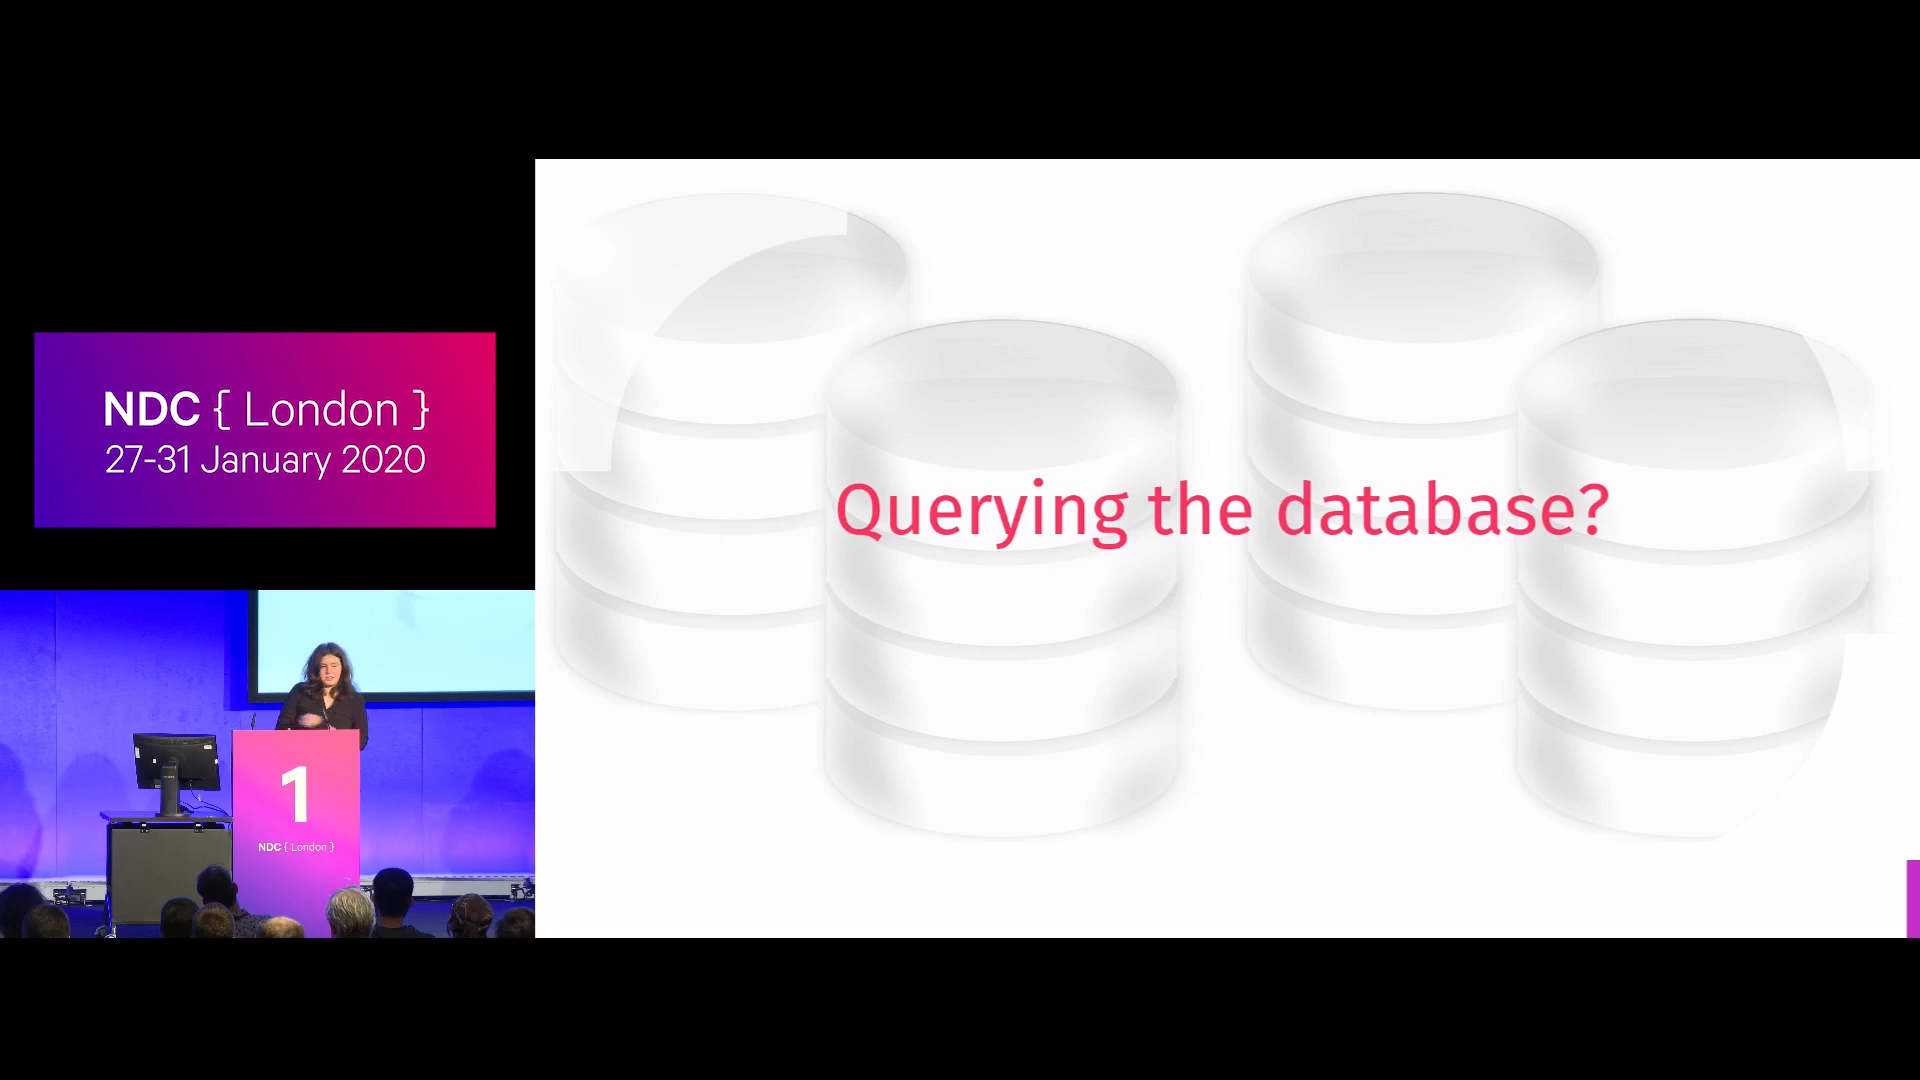 NDC { London }
27-31 January 2020
Querying the database?
1
NDC { London }